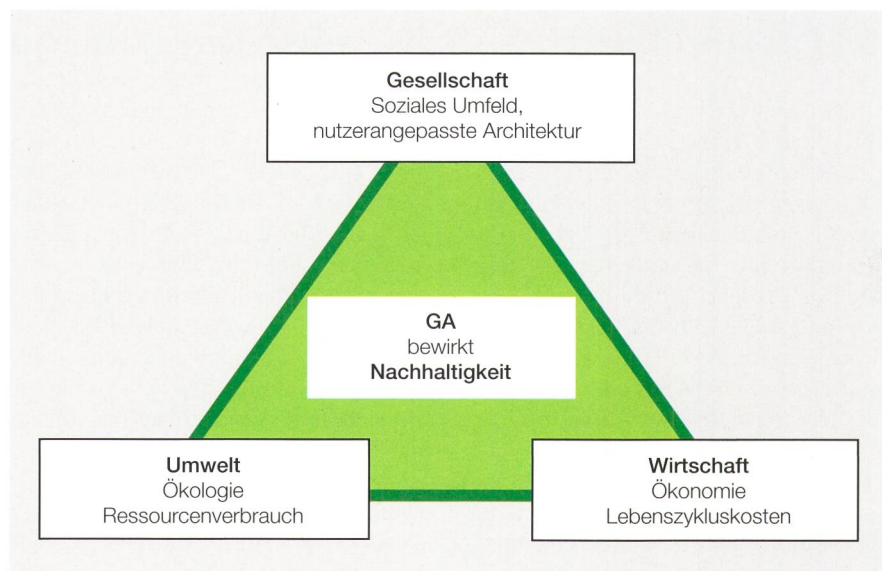 Gesellschaft
Soziales Umfeld,
nutzerangepasste Architektur
GA
bewirkt
Nachhaltigkeit
Umwelt
Ökologie
Ressourcenverbrauch
Wirtschaft
Ökonomie
Lebenszykluskosten